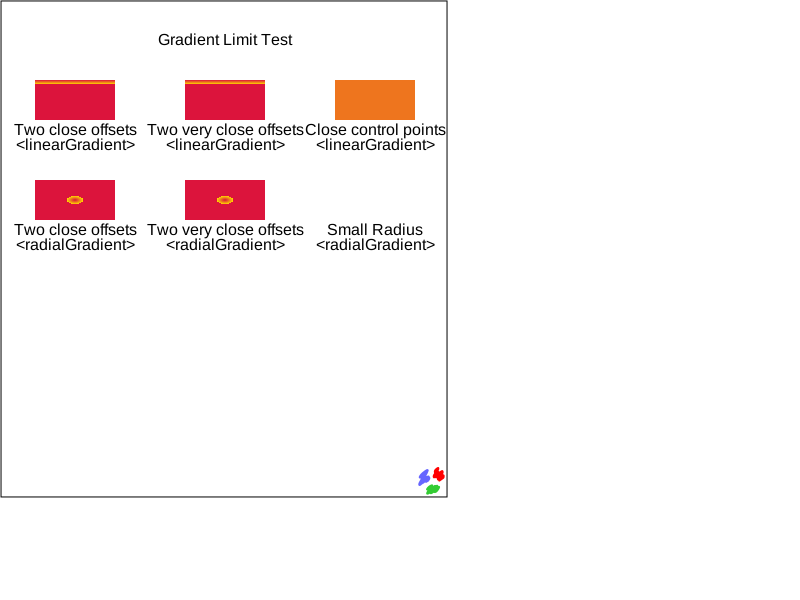 Gradient Limit Test
Two close offsets
<linearGradient>
Two very close offsets
<linearGradient>
Close control points
<linearGradient>
Two close offsets
<radialGradient>
Two very close offsets
<radialGradient>
Small Radius
<radialGradient>